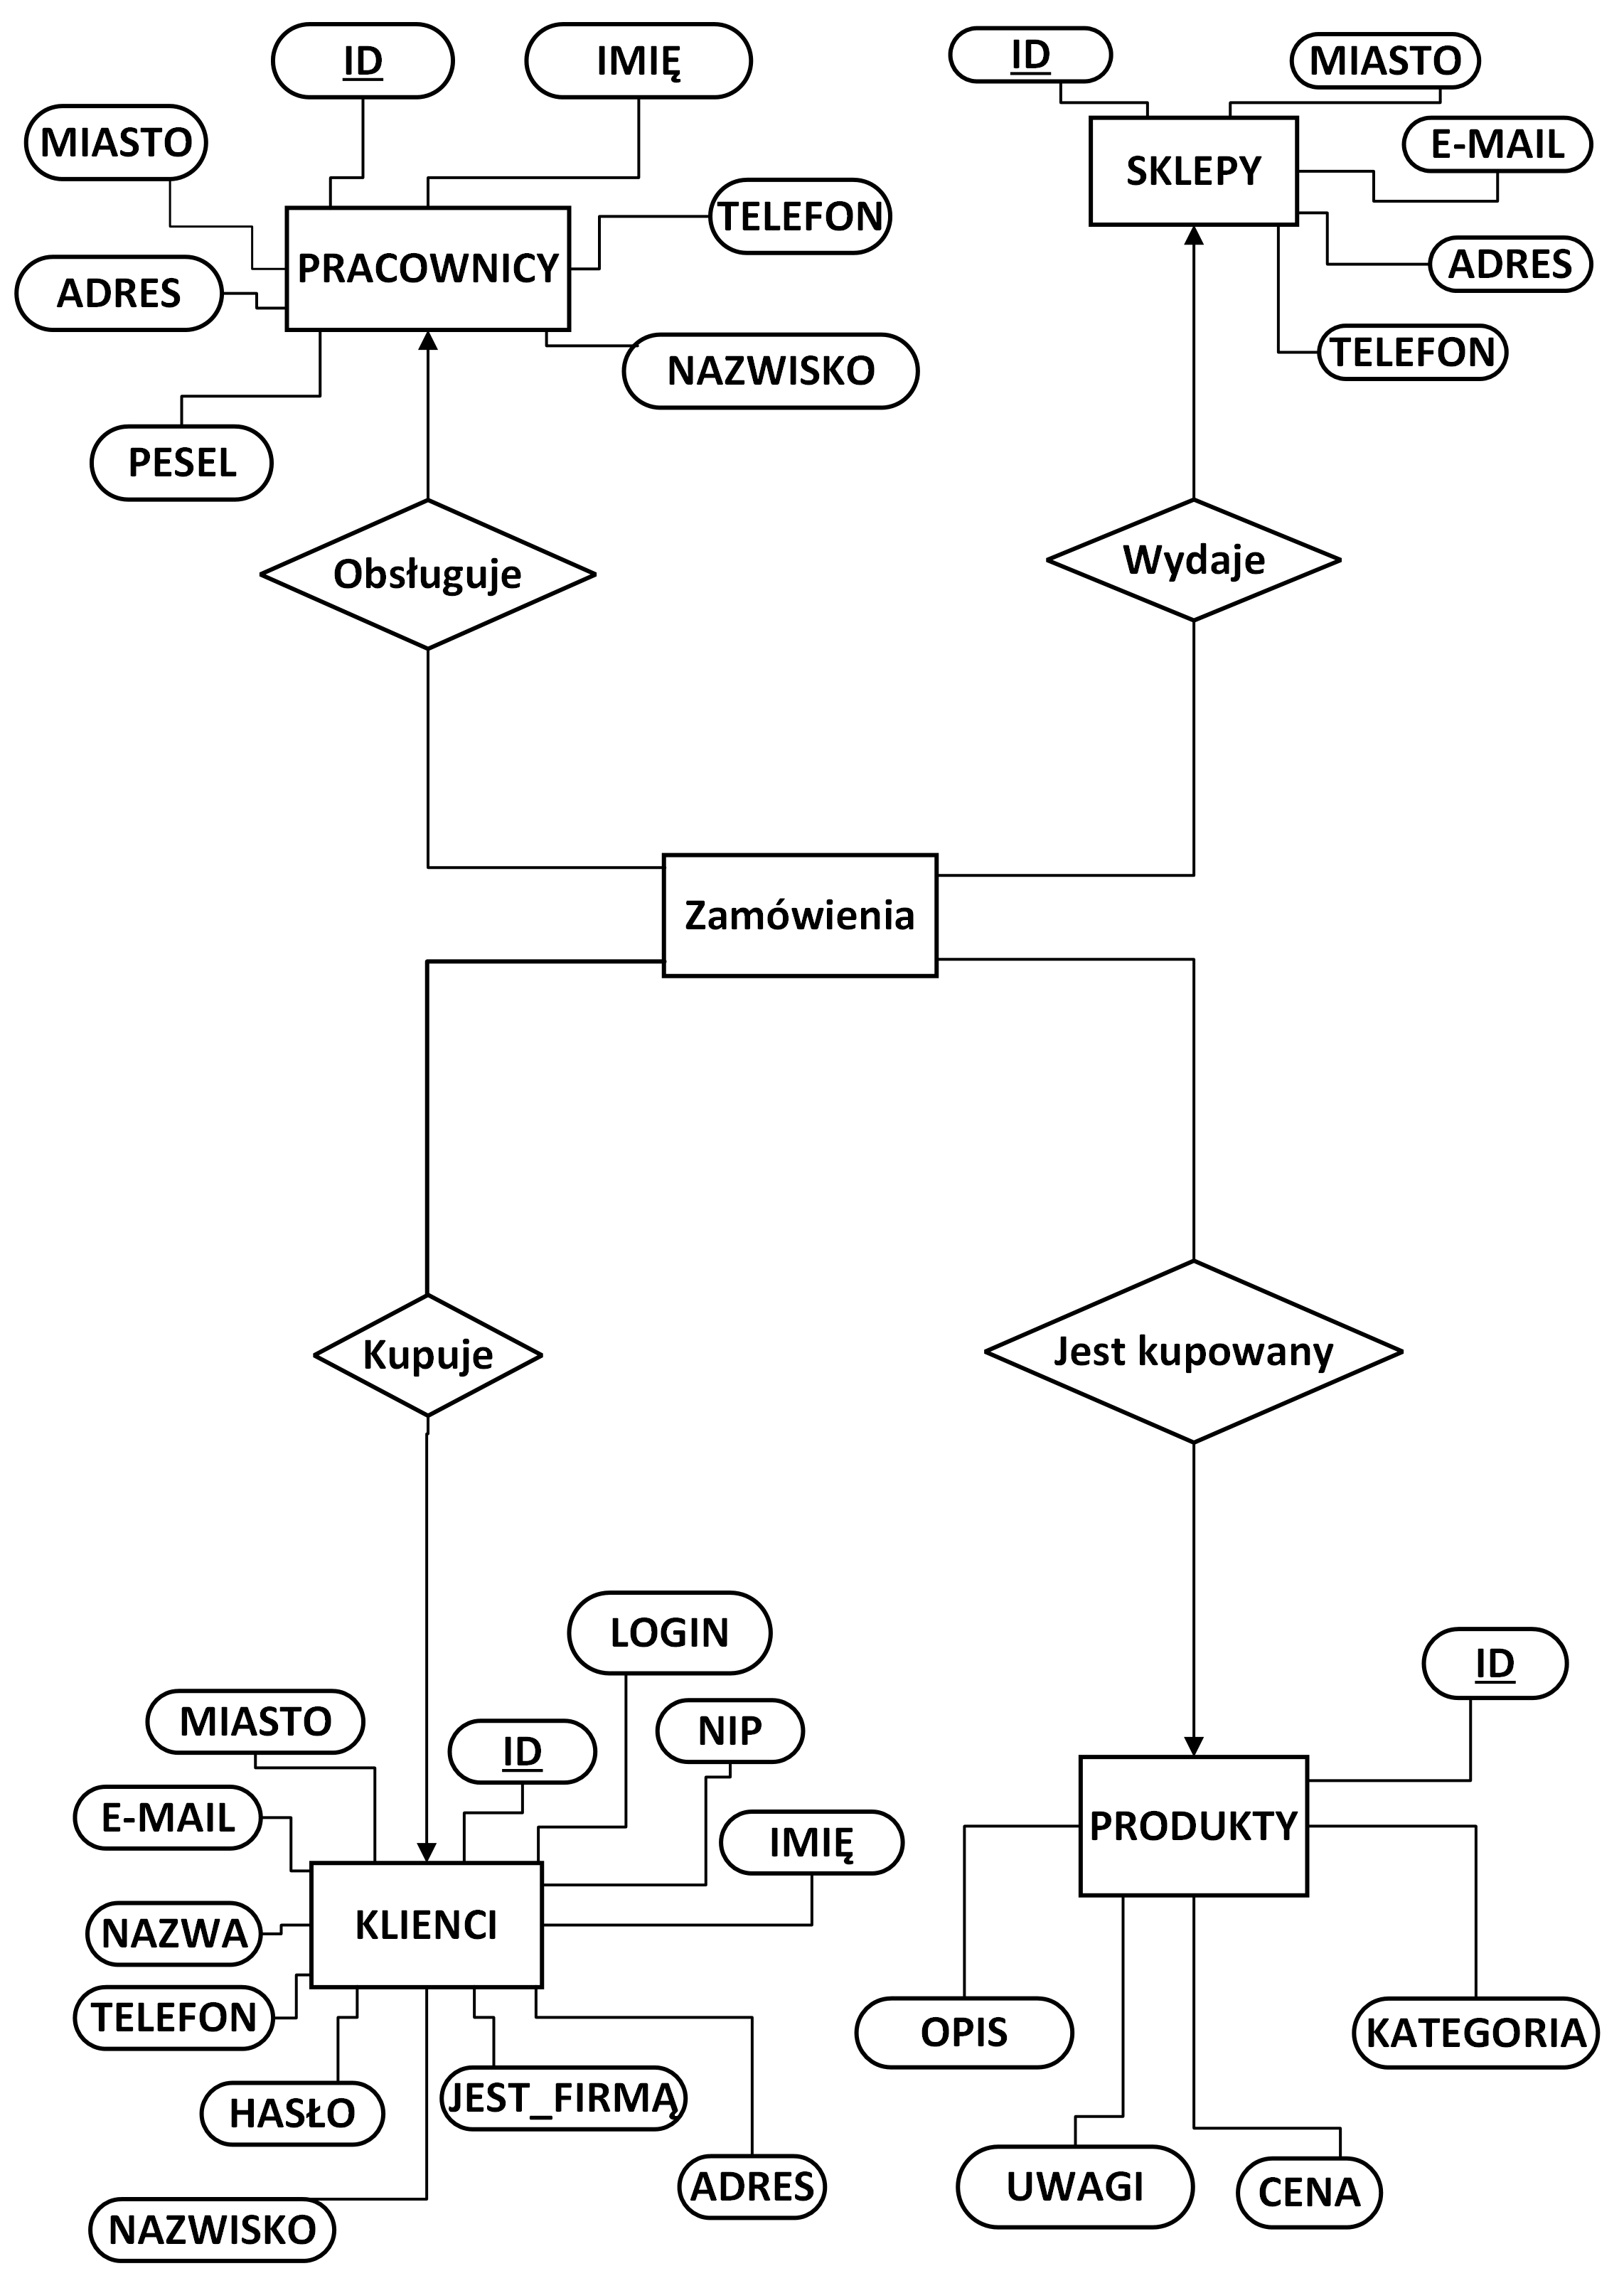 ID
IMIĘ
MIASTO
TELEFON
PRACOWNICY
ADRES
NAZWISKO
PESEL
Obsługuje
ID
MIASTO
E-MAIL
SKLEPY
ADRES
TELEFON
Wydaje
Zamówienia
Kupuje
Jest kupowany
LOGIN
MIASTO
NIP
ID
E-MAIL
IMIĘ
KLIENCI
NAZWA
TELEFON
JEST_FIRMĄ
HASŁO
ADRES
NAZWISKO
ID
PRODUKTY
OPIS
KATEGORIA
UWAGI
CENA